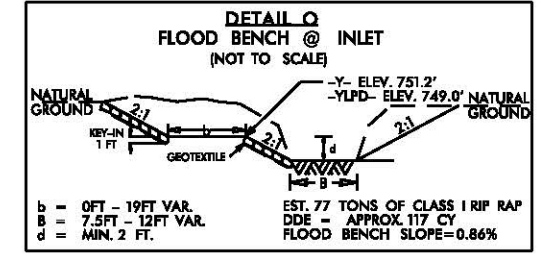 DETAIL O
FLOOD BENCH @ INLET
(NOT TO SCALE)
-Y- ELEV. 751.2'
-YLPD- ELEV. 749.0'
NATURAL GROUND
NATURAL GROUND
2:1
2:1
2:1
KEY-IN
1 FT
b
d
GEOTEXTILE
B
b = 0FT - 19FT VAR.
B = 7.5FT - 12FT VAR.
d = MIN. 2 FT.
EST. 77 TONS OF CLASS I RIP RAP
DDE = APPROX. 117 CY
FLOOD BENCH SLOPE=0.86%